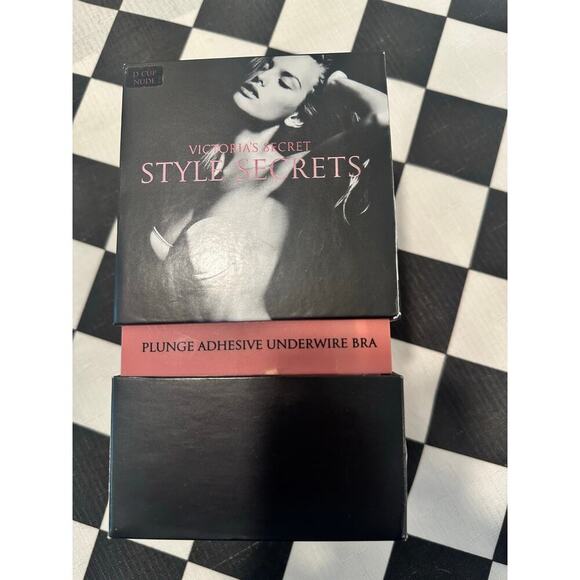 D CUP
NUDE
VICTORIA'S SECRET
STYLE SECRETS
PLUNGE ADHESIVE UNDERWIRE BRA